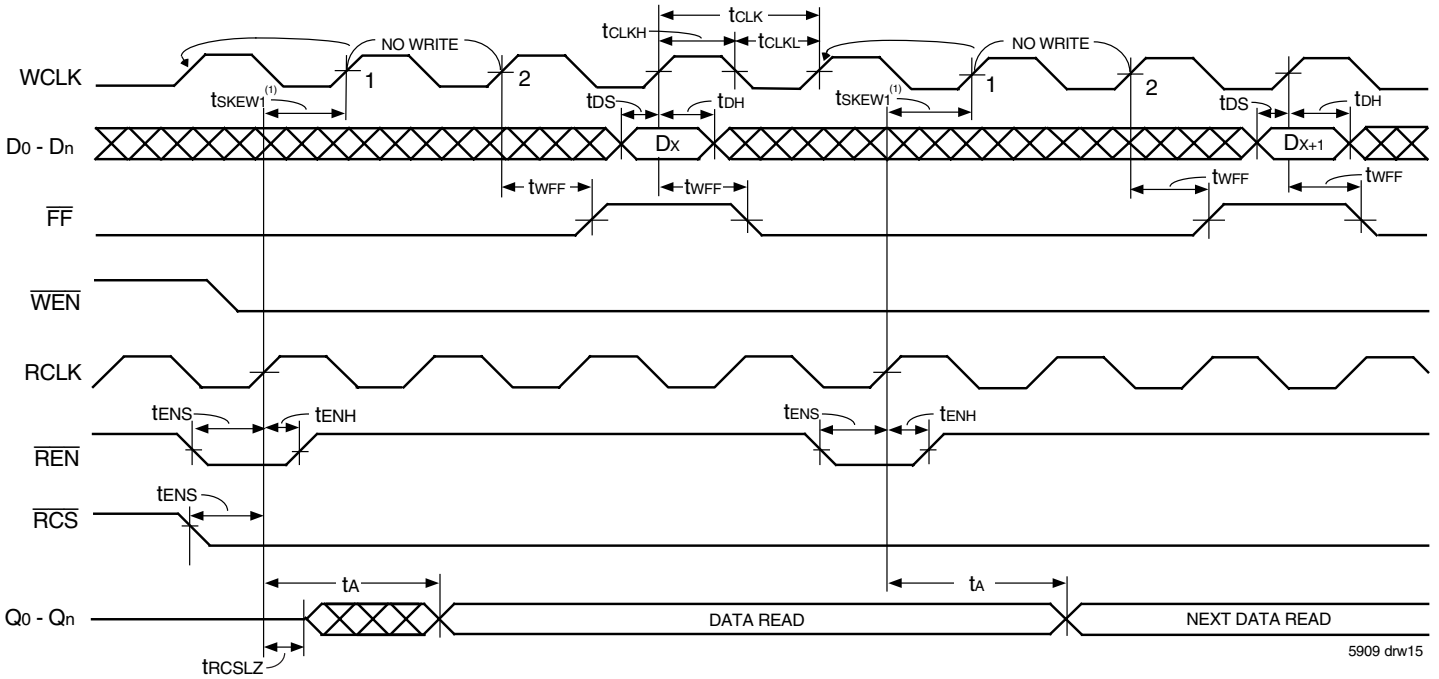 tCLK
tCLKH
tCLKL
NO WRITE
NO WRITE
WCLK
1
2
1
2
tSKEW1(1)
tDS
tDH
tSKEW1(1)
tDS
tDH
D0 - Dn
DX
DX+1
tWFF
tWFF
tWFF
tWFF
FF
WEN
RCLK
tENS
tENH
tENS
tENH
REN
tENS
RCS
tA
tA
Q0 - Qn
DATA READ
NEXT DATA READ
tRCSLZ
5909 drw15